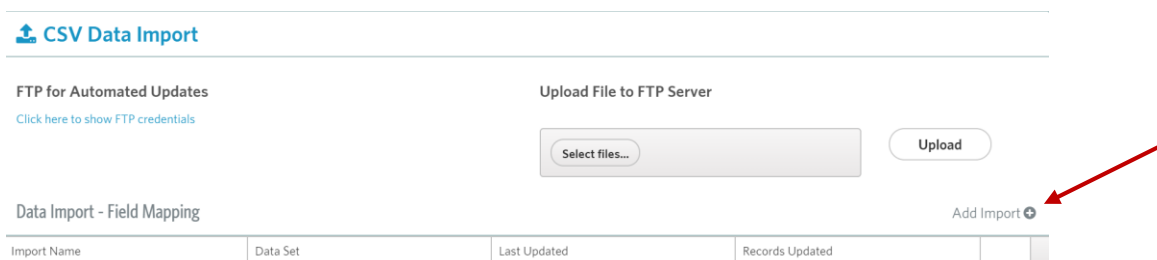 CSV Data Import
FTP for Automated Updates
Upload File to FTP Server
Click here to show FTP credentials
Select files...
Upload
Data Import - Field Mapping
Add Import
Import Name
Data Set
Last Updated
Records Updated